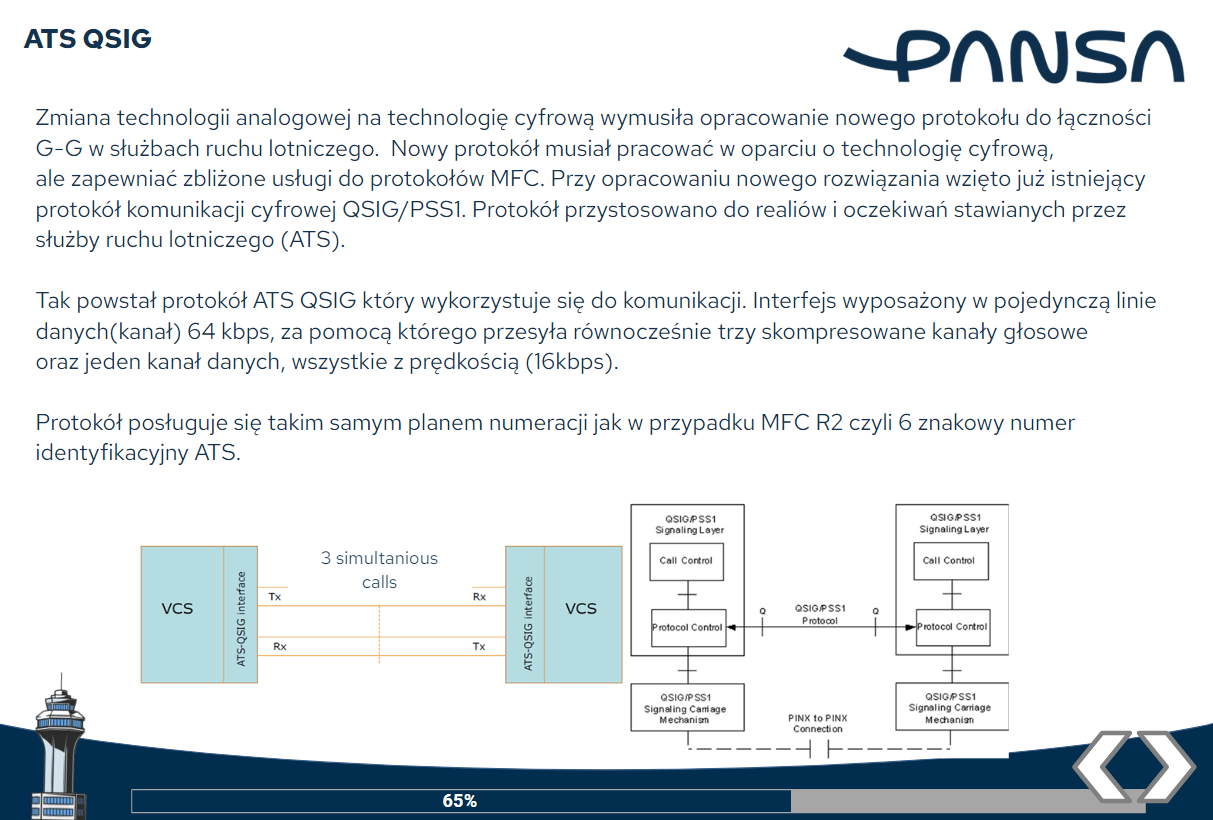 ATS QSIG
PANSA
Zmiana technologii analogowej na technologię cyfrową wymusiła opracowanie nowego protokołu do łączności
G-G w służbach ruchu lotniczego.  Nowy protokół musiał pracować w oparciu o technologię cyfrową,
ale zapewniać zbliżone usługi do protokołów MFC. Przy opracowaniu nowego rozwiązania wzięto już istniejący
protokół komunikacji cyfrowej QSIG/PSS1. Protokół przystosowano do realiów i oczekiwań stawianych przez
służby ruchu lotniczego (ATS).
Tak powstał protokół ATS QSIG który wykorzystuje się do komunikacji. Interfejs wyposażony w pojedynczą linie
danych(kanał) 64 kbps, za pomocą którego przesyła równocześnie trzy skompresowane kanały głosowe
oraz jeden kanał danych, wszystkie z prędkością (16kbps).
Protokół posługuje się takim samym planem numeracji jak w przypadku MFC R2 czyli 6 znakowy numer
identyfikacyjny ATS.
VCS
ATS-QSIG interface
3 simultanious
calls
Tx
Rx
Rx
Tx
ATS-QSIG interface
VCS
QSIG/PSS1
Signaling Layer
Call Control
Protocol Control
Q
QSIG/PSS1
Protocol
Q
QSIG/PSS1
Signaling Layer
Call Control
Protocol Control
QSIG/PSS1
Signaling Carriage
Mechanism
PINX to PINX
Connection
QSIG/PSS1
Signaling Carriage
Mechanism
65%